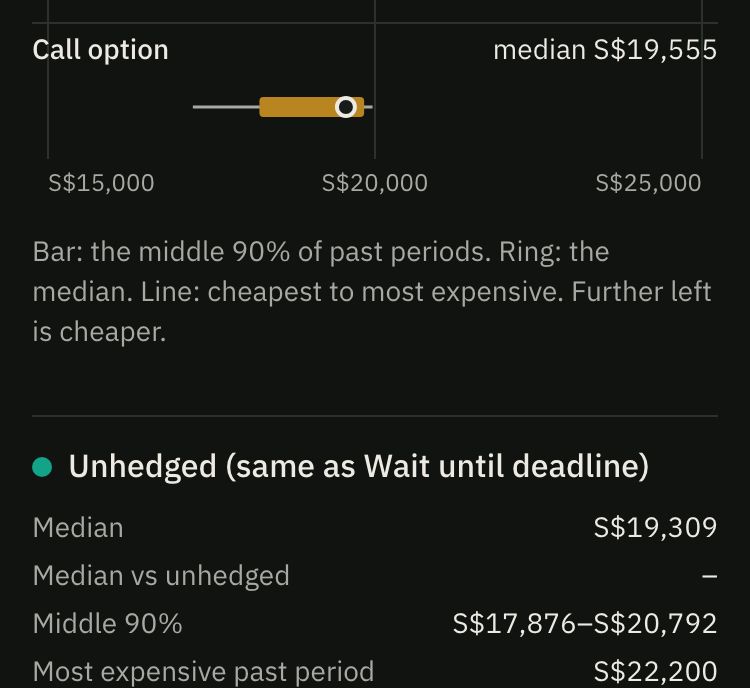 Call option
median S$19,555
S$15,000 S$20,000 S$25,000
Bar: the middle 90% of past periods. Ring: the
median. Line: cheapest to most expensive. Further left
is cheaper.
Unhedged (same as Wait until deadline)
Median S$19,309
Median vs unhedged –
Middle 90% S$17,876–S$20,792
Most expensive past period S$22,200